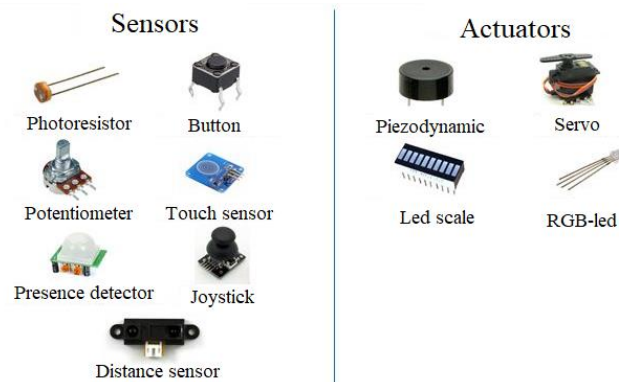 Sensors
Actuators
Photoresistor
Button
Potentiometer
Touch sensor
Presence detector
Joystick
Distance sensor
Piezodynamic
Servo
Led scale
RGB-led